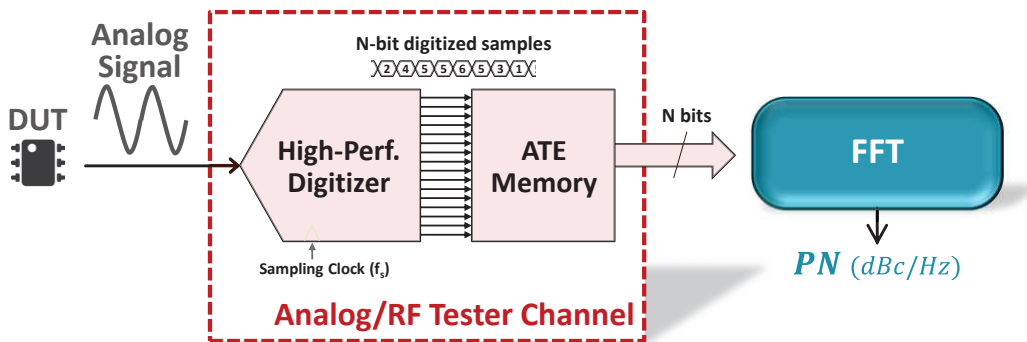 Analog
Signal
DUT
N-bit digitized samples
2 4 5 5 6 5 3 1
High-Perf.
Digitizer
Sampling Clock (fs)
ATE
Memory
N bits
FFT
PN (dBc/Hz)
Analog/RF Tester Channel